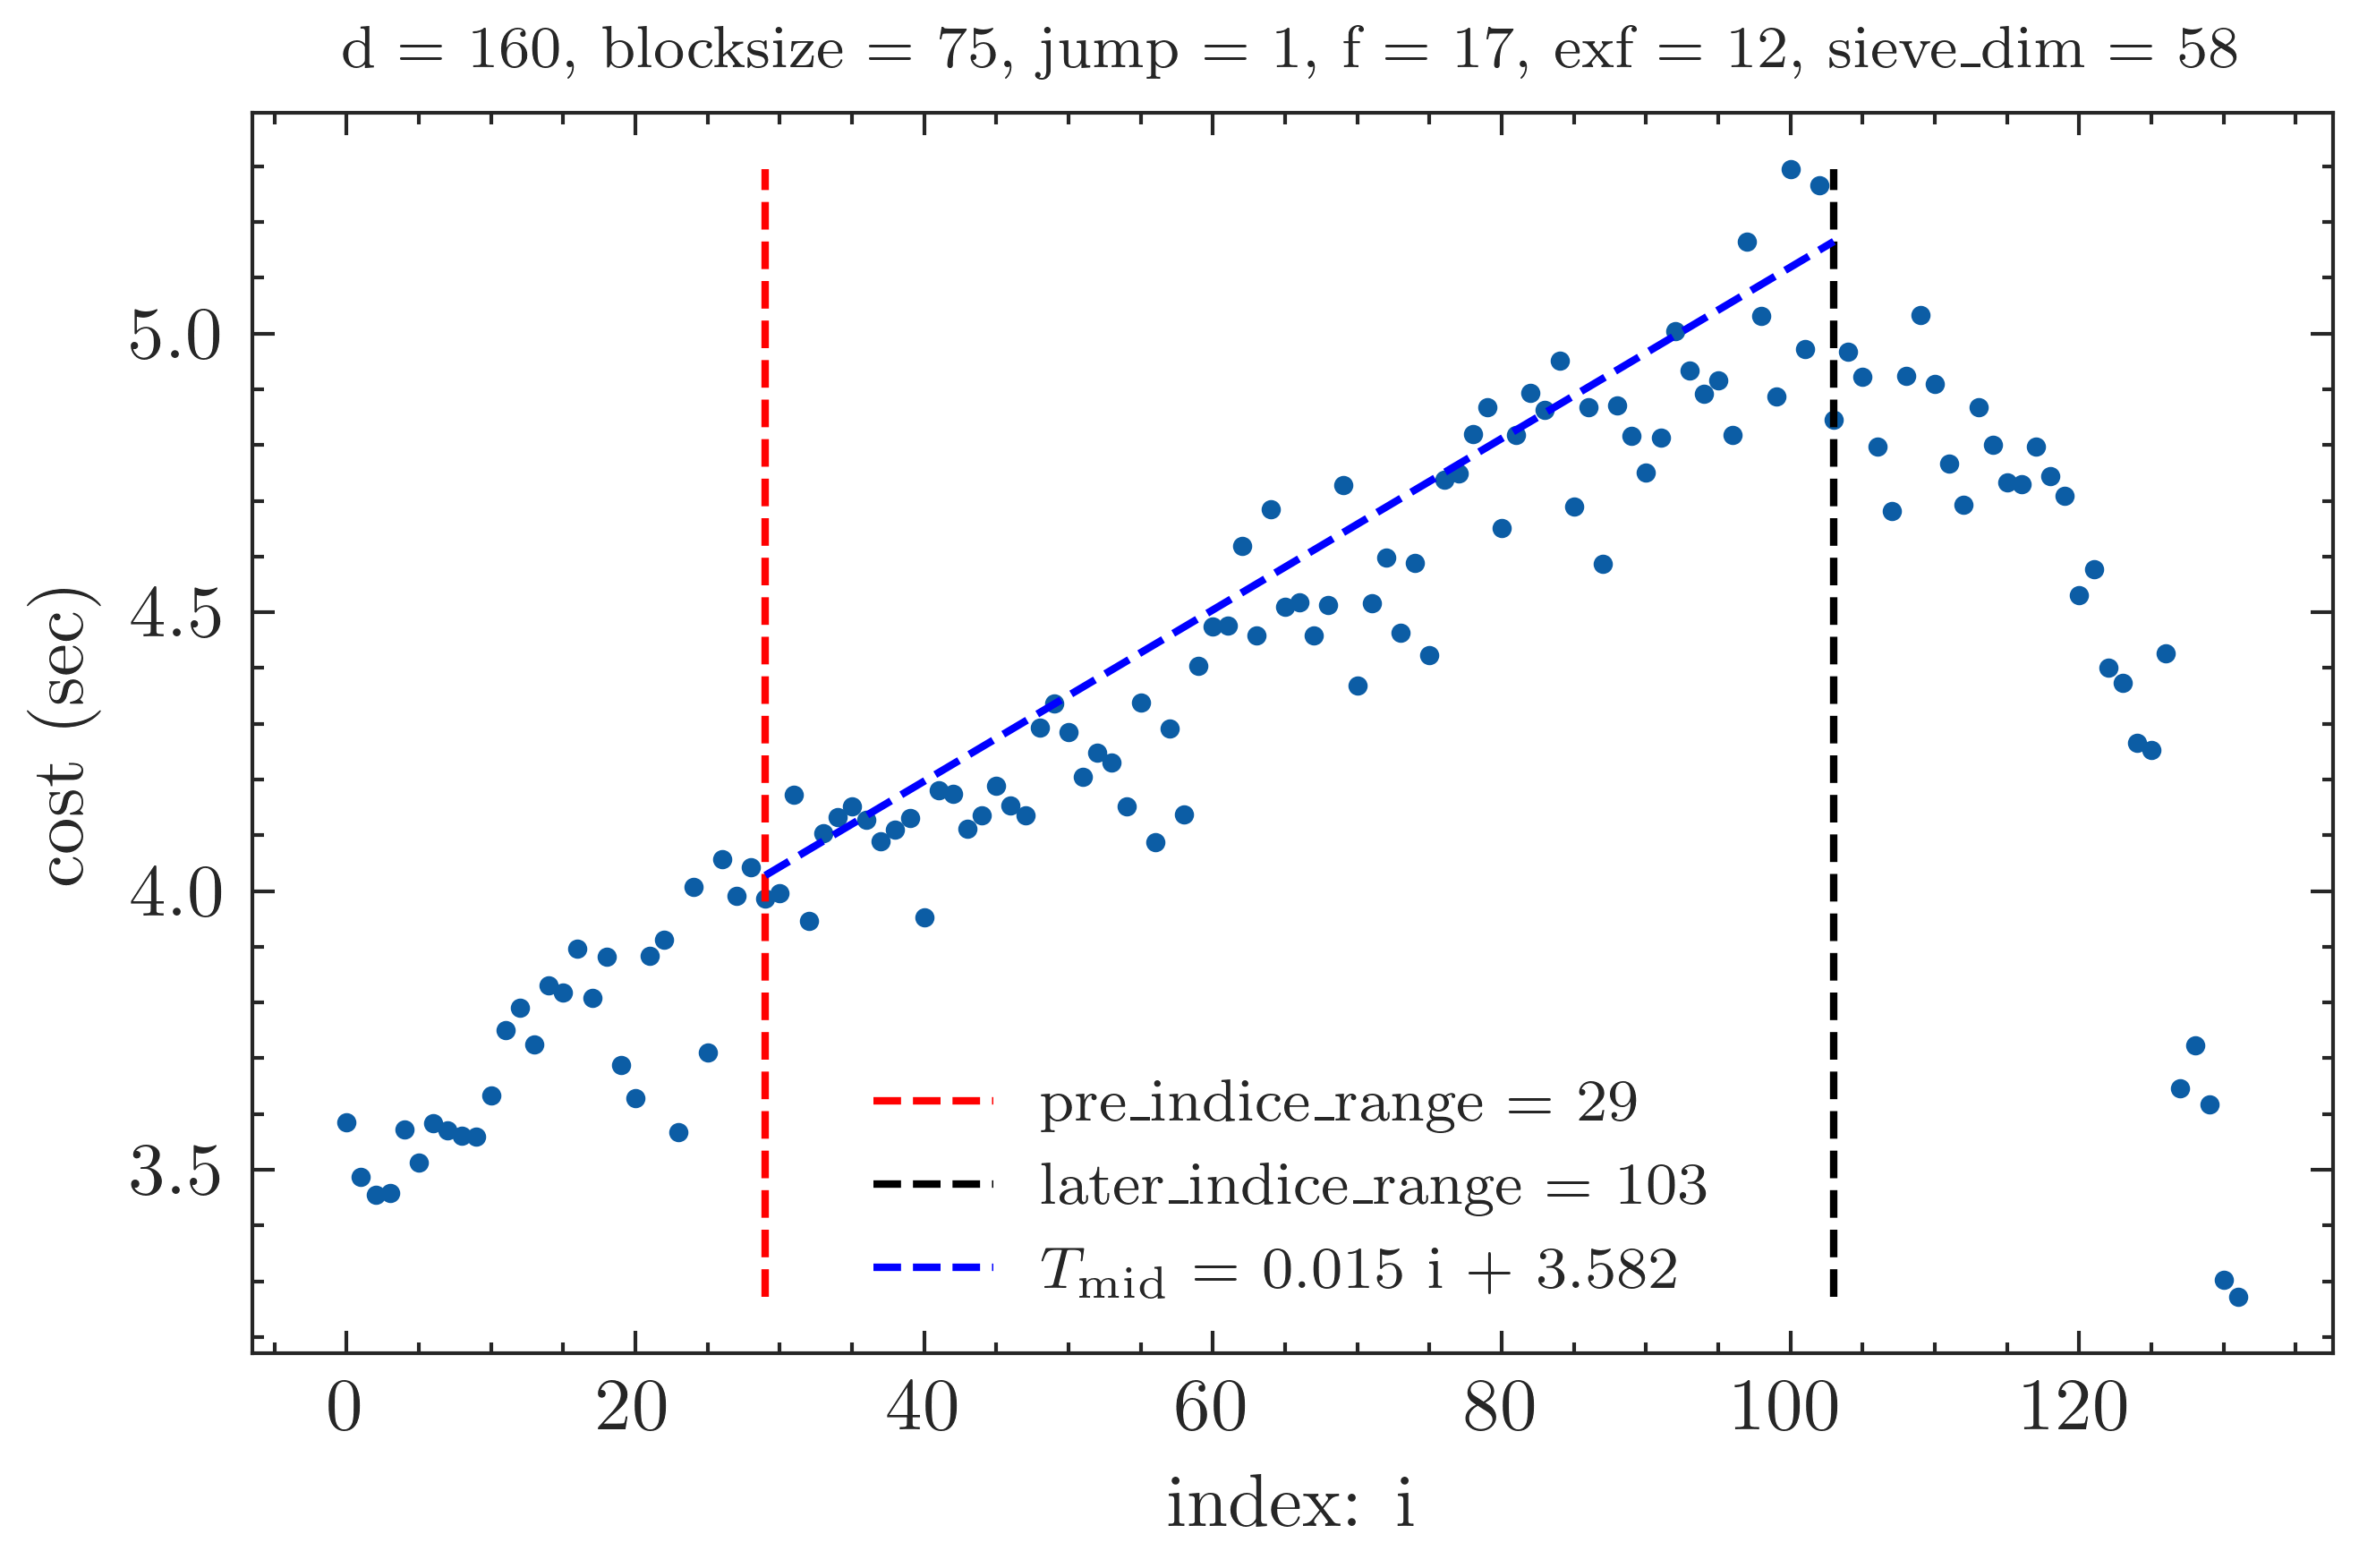 d = 160, blocksize = 75, jump = 1, f = 17, exf = 12, sieve_dim = 58
cost (sec)
5.0
4.5
4.0
3.5
pre_indice_range = 29
later_indice_range = 103
T_mid = 0.015 i + 3.582
0 20 40 60 80 100 120
index: i